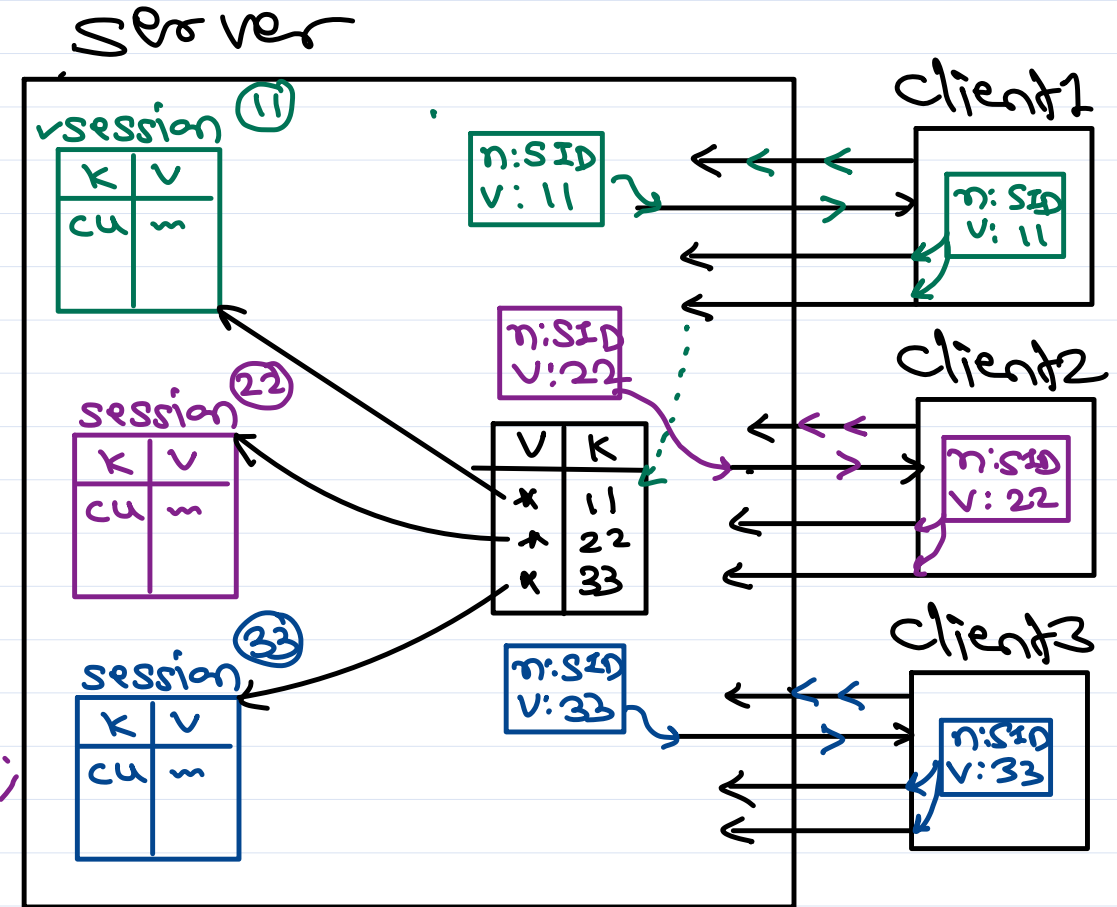 server
session 11
K V
cu
n:SID
V: 11
client1
n: SID
V: 11
session 22
K V
cu
n:SID
V:22
client2
n:SID
V: 22
V K
* 11
* 22
* 33
session 33
K V
cu
n:SID
V:33
client3
n:SID
V:33